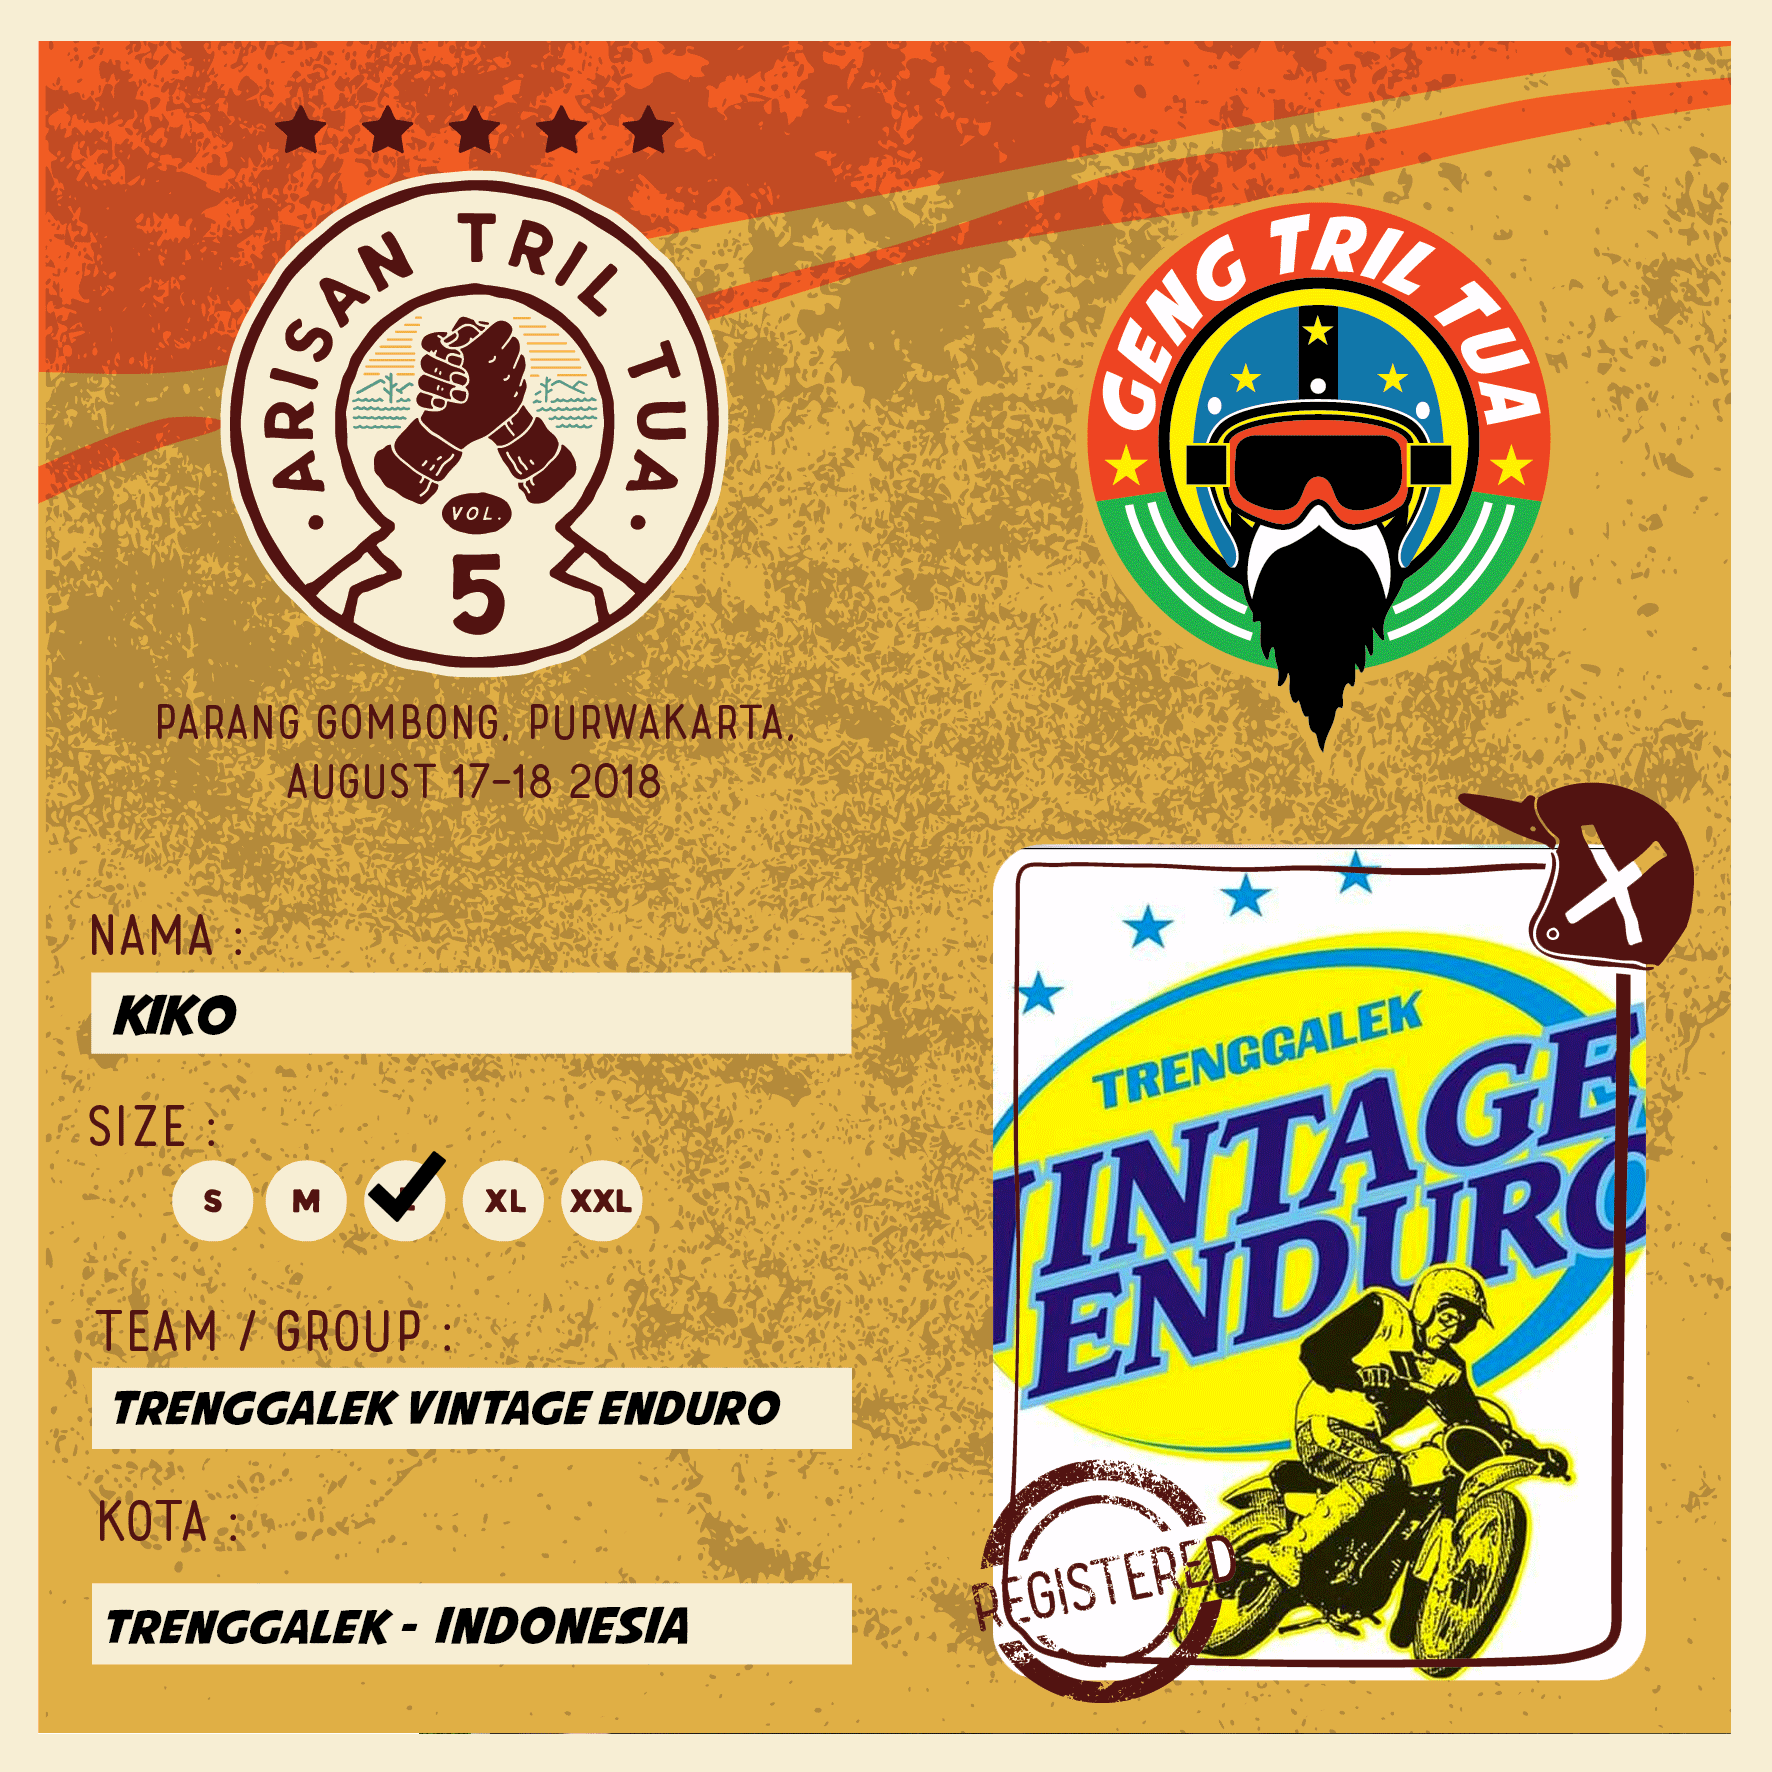 ARISAN TRIL TUA
VOL.
5
PARANG GOMBONG, PURWAKARTA,
AUGUST 17-18 2018
GENG TRIL TUA
NAMA :
KIKO
SIZE :
S M L XL XXL
TEAM / GROUP :
TRENGGALEK VINTAGE ENDURO
KOTA :
TRENGGALEK - INDONESIA
TRENGGALEK
VINTAGE
ENDURO
REGISTERED